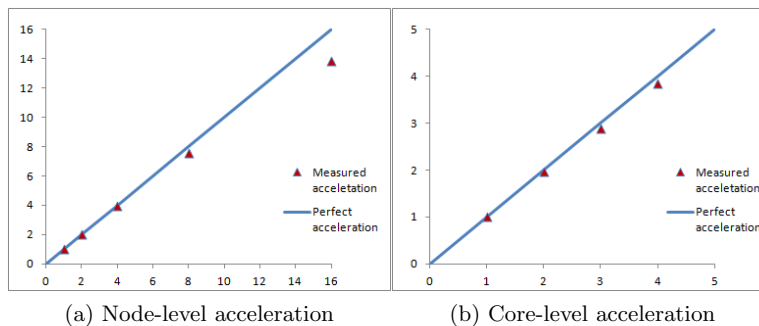 16
14
12
10
8
6
4
2
0
0 2 4 6 8 10 12 14 16
Measured
acceletation
Perfect
acceleration
(a) Node-level acceleration
5
4
3
2
1
0
0 1 2 3 4 5
Measured
acceletation
Perfect
acceleration
(b) Core-level acceleration